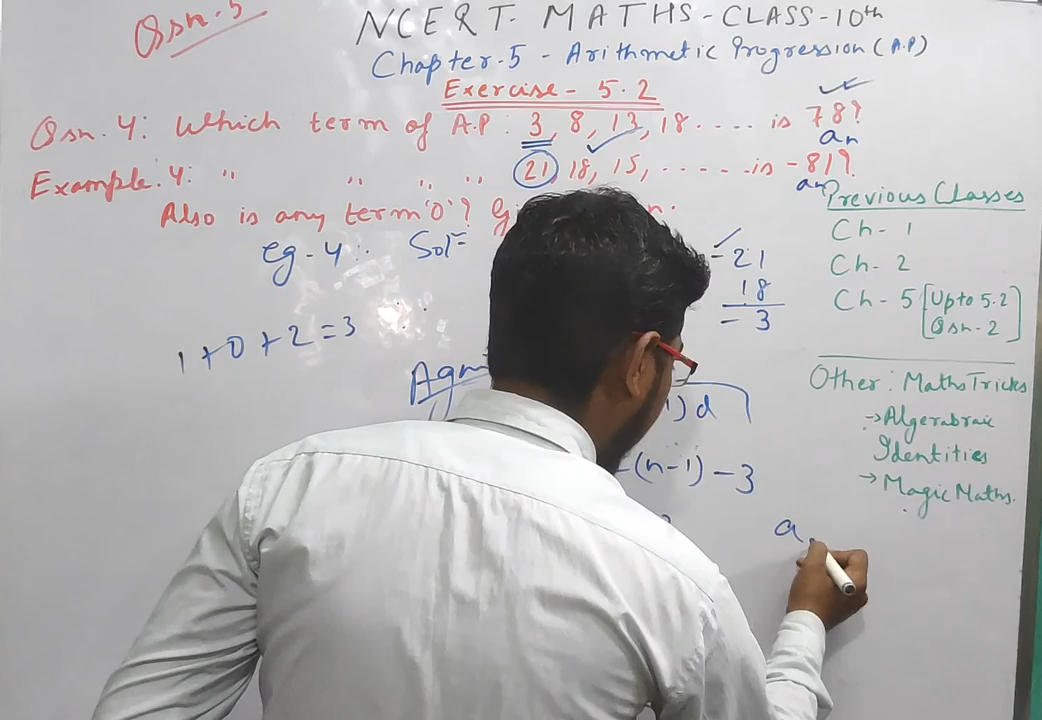 Qsn.5
NCERT MATHS-CLASS-10th
Chapter.5 - Arithmetic Progression (A.P)
Exercise - 5.2
Qsn.4: Which term of A.P: 3, 8, 13, 18..... is 78?
an
Example.4: " " " " 21, 18, 15, ......is -81?
an
Also is any term '0'?
eg-4: Sol=
-21
18
-3
1+0+2=3
1)d
(n-1)-3
a
Previous Classes
Ch-1
Ch-2
Ch-5 [Upto 5.2
Qsn-2]
Other: Maths Tricks
→Algerabraic
Identities
→Magic Maths.